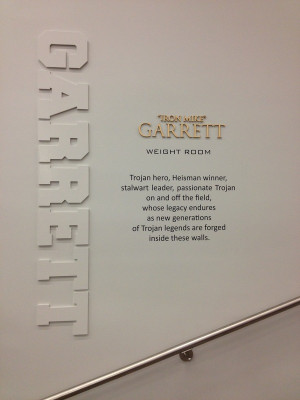 GARRETT
"IRON MIKE"
GARRETT
WEIGHT ROOM
Trojan hero, Heisman winner,
stalwart leader, passionate Trojan
on and off the field,
whose legacy endures
as new generations
of Trojan legends are forged
inside these walls.